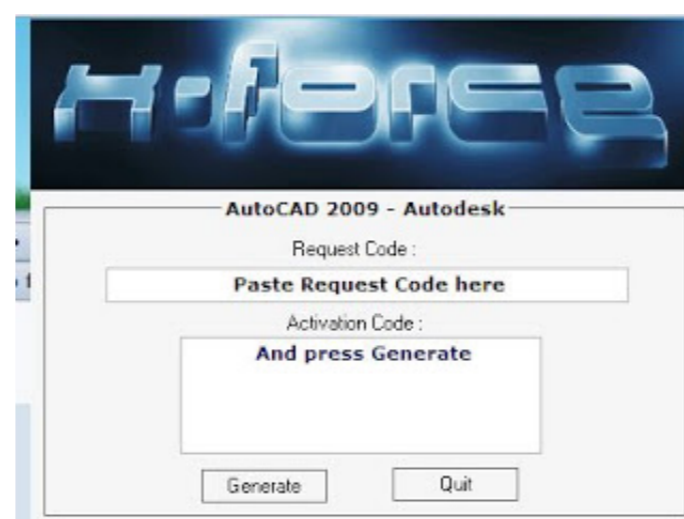 x-force
AutoCAD 2009 - Autodesk
Request Code :
Paste Request Code here
Activation Code :
And press Generate
Generate
Quit